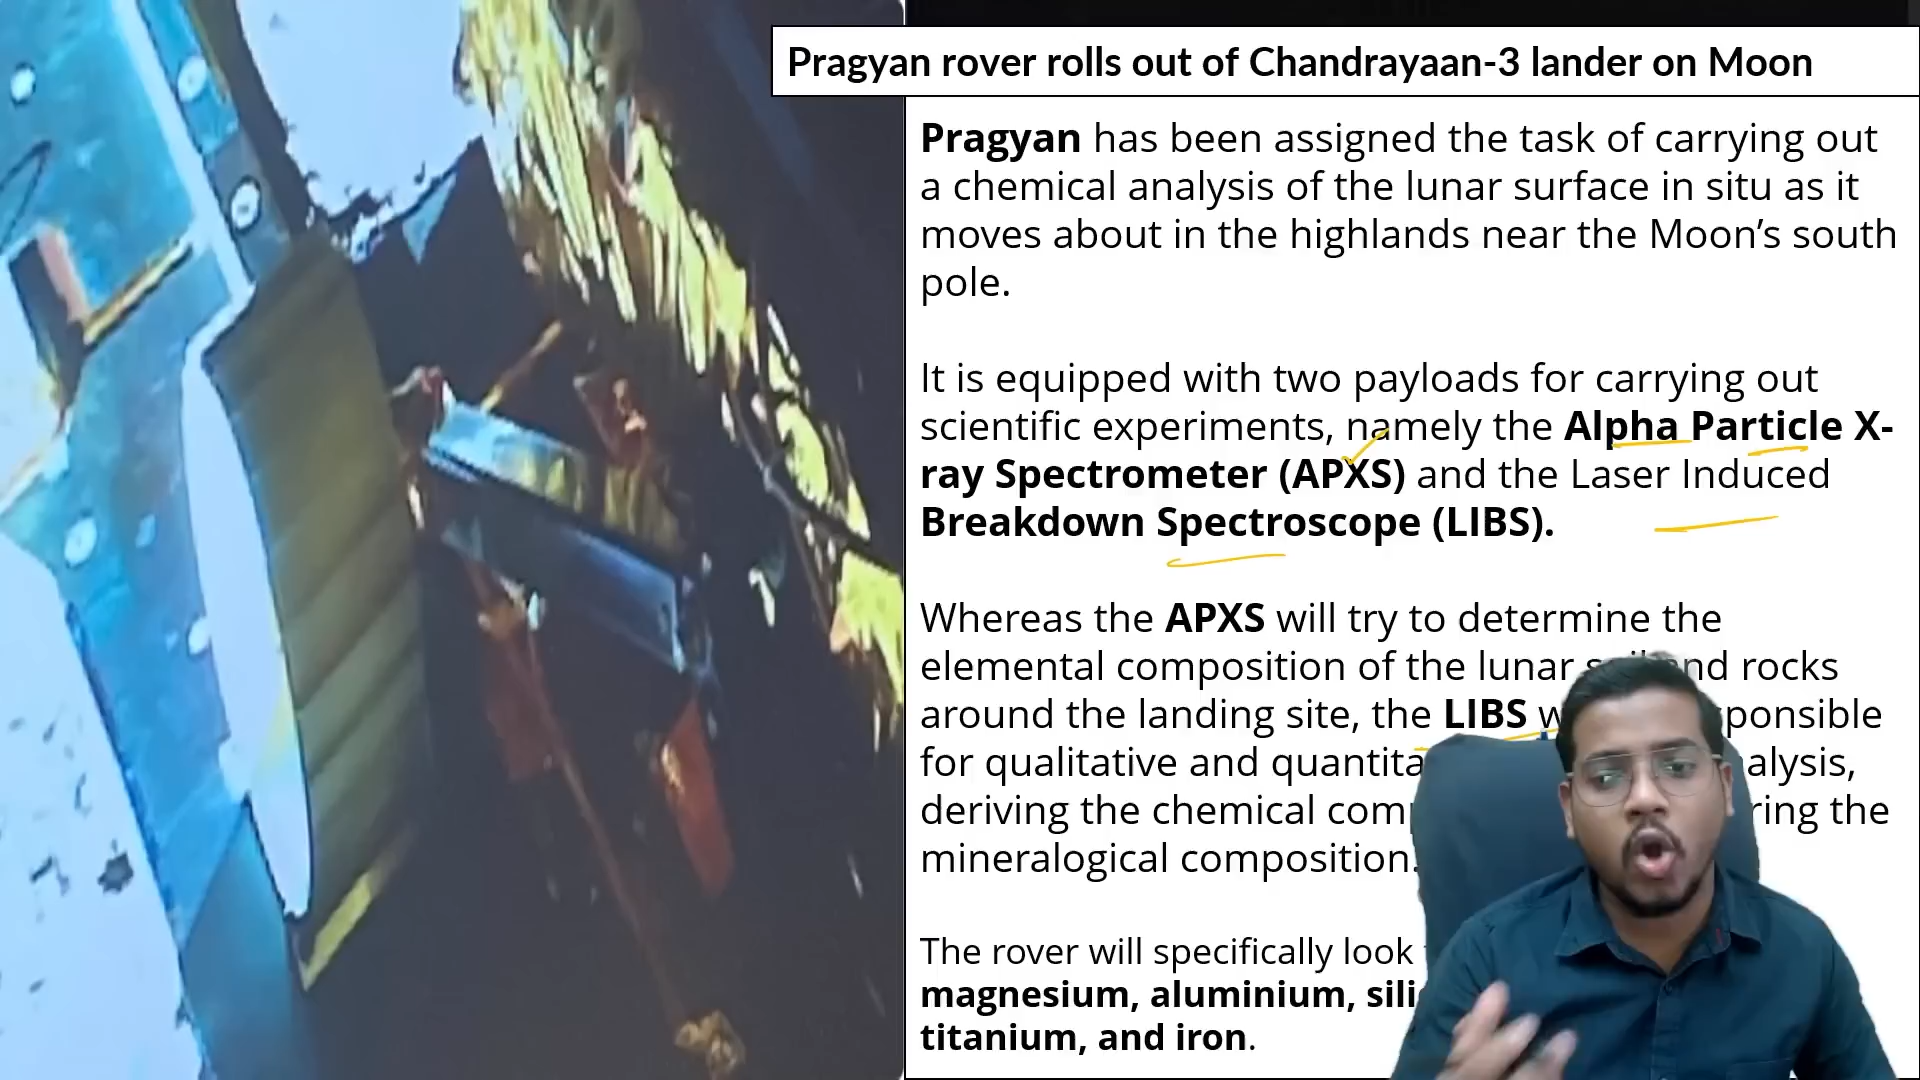 Pragyan rover rolls out of Chandrayaan-3 lander on Moon
Pragyan has been assigned the task of carrying out
a chemical analysis of the lunar surface in situ as it
moves about in the highlands near the Moon’s south
pole.
It is equipped with two payloads for carrying out
scientific experiments, namely the Alpha Particle X-
ray Spectrometer (APXS) and the Laser Induced
Breakdown Spectroscope (LIBS).
Whereas the APXS will try to determine the
elemental composition of the lunar and rocks
around the landing site, the LIBS
for qualitative and quantita
deriving the chemical com ring the
mineralogical composition.
The rover will specifically look
magnesium, aluminium, sili
titanium, and iron.